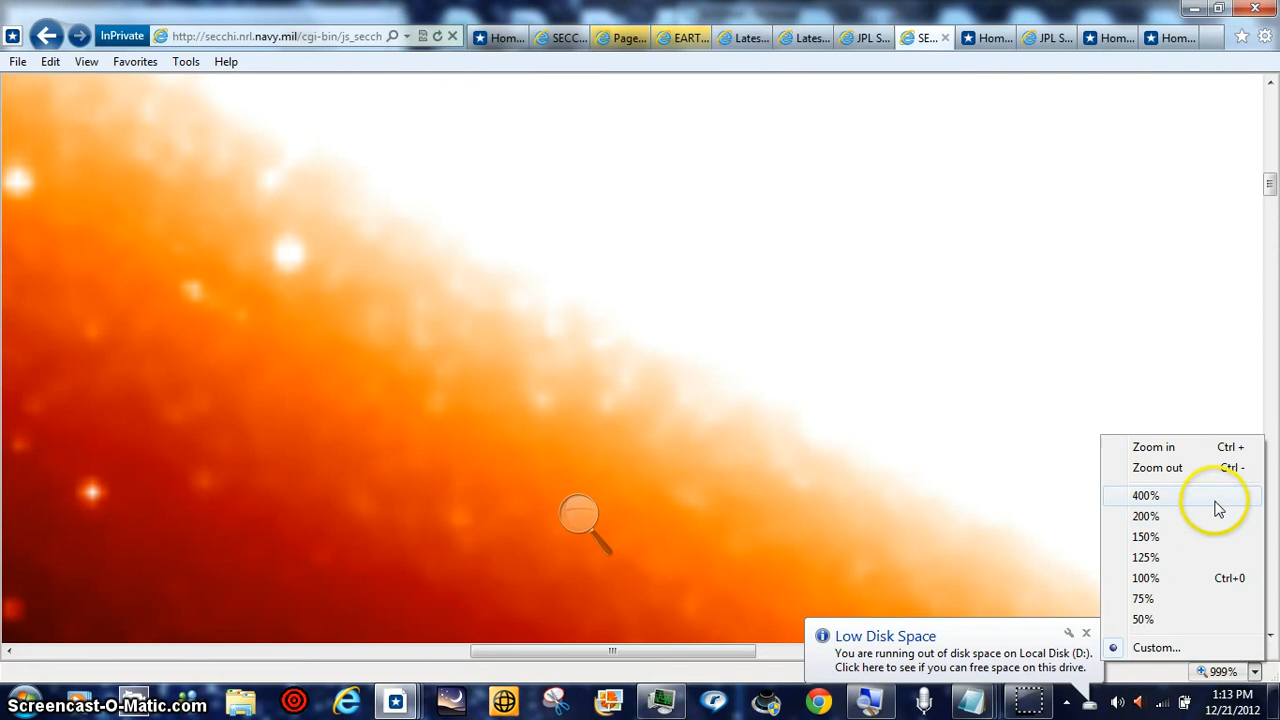 InPrivate
http://secchi.nrl.navy.mil/cgi-bin/js_secch
Hom...
SECC...
Page...
EART...
Lates...
Lates...
JPL S...
SE...
Hom...
JPL S...
Hom...
Hom...
File Edit View Favorites Tools Help
Zoom in Ctrl +
Zoom out Ctrl -
400%
200%
150%
125%
100% Ctrl+0
75%
50%
Custom...
Low Disk Space
You are running out of disk space on Local Disk (D:).
Click here to see if you can free space on this drive.
999%
1:13 PM
12/21/2012
Screencast-O-Matic.com